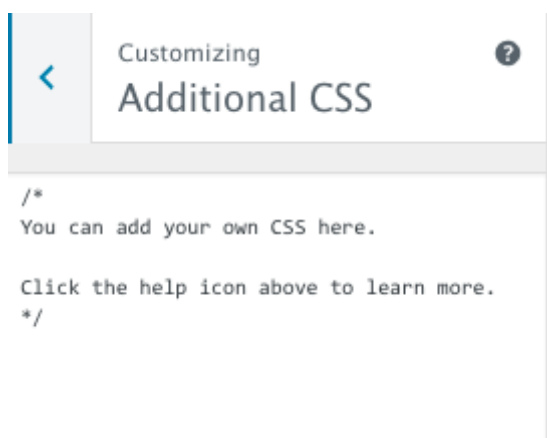 Customizing
?
Additional CSS
/*
You can add your own CSS here.
Click the help icon above to learn more.
*/